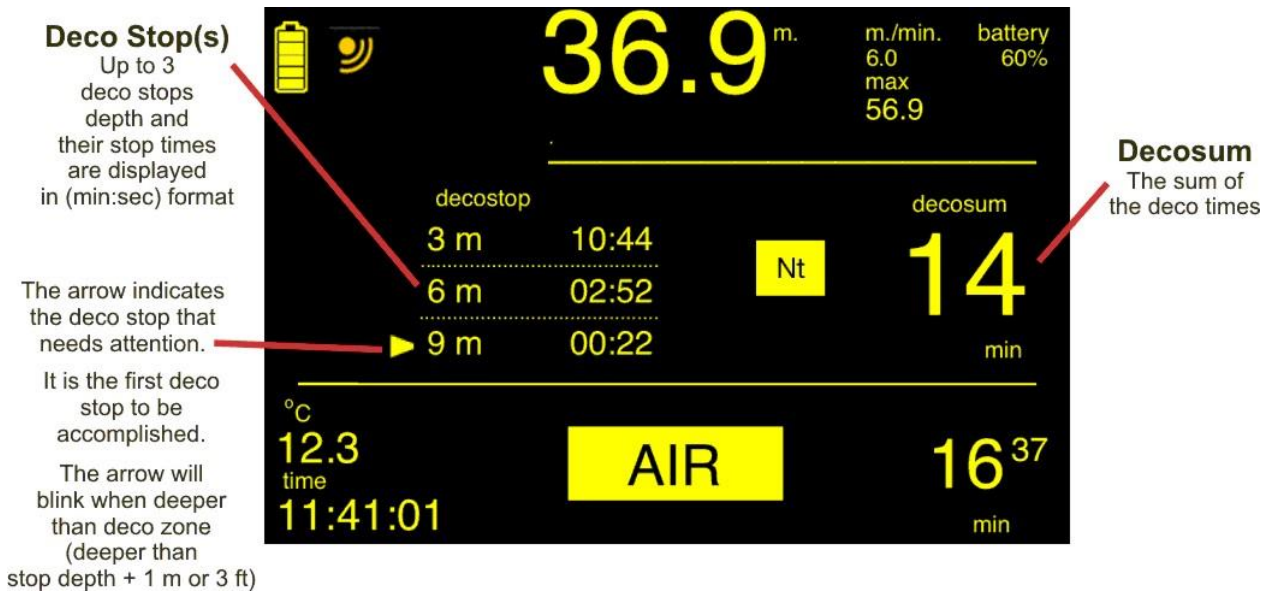 Deco Stop(s)
Up to 3
deco stops
depth and
their stop times
are displayed
in (min:sec) format
The arrow indicates
the deco stop that
needs attention.
It is the first deco
stop to be
accomplished.
The arrow will
blink when deeper
than deco zone
(deeper than
stop depth + 1 m or 3 ft)
36.9 m.
m./min.
6.0
max
56.9
battery
60%
decostop
3 m 10:44
6 m 02:52
9 m 00:22
Nt
decosum
14
min
°C
12.3
time
11:41:01
AIR
16 37
min
Decosum
The sum of
the deco times